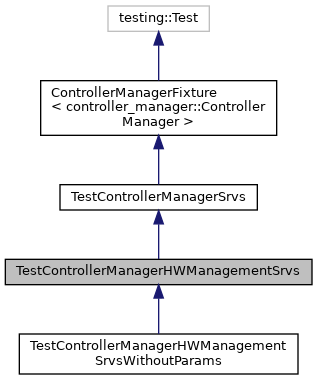 testing::Test
ControllerManagerFixture
< controller_manager::Controller
Manager >
TestControllerManagerSrvs
TestControllerManagerHWManagementSrvs
TestControllerManagerHWManagement
SrvsWithoutParams